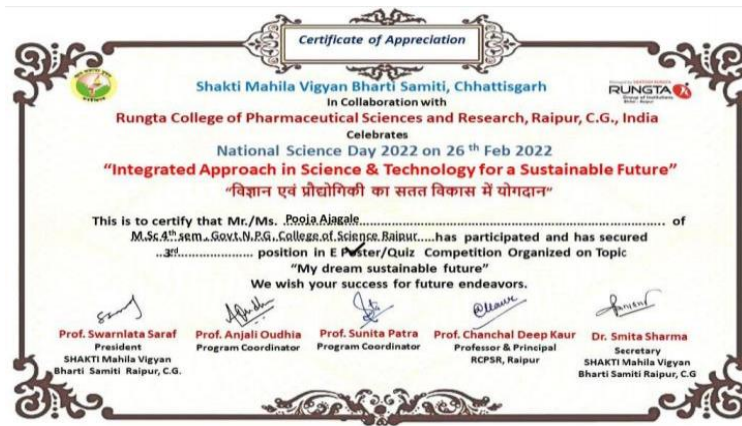 Certificate of Appreciation
Shakti Mahila Vigyan Bharti Samiti, Chhattisgarh
In Collaboration with
RUNGTA
Rungta College of Pharmaceutical Sciences and Research, Raipur, C.G., India
Celebrates
National Science Day 2022 on 26 th Feb 2022
"Integrated Approach in Science & Technology for a Sustainable Future"
"विज्ञान एवं प्रौद्योगिकी का सतत विकास में योगदान"
This is to certify that Mr./Ms. Pooja Ajagale of
M.Sc 4th sem , Govt.N.P.G. College of Science Raipur has participated and has secured
3rd position in E Poster/Quiz Competition Organized on Topic
"My dream sustainable future"
We wish your success for future endeavors.
Prof. Swarnlata Saraf
President
SHAKTI Mahila Vigyan
Bharti Samiti Raipur, C.G.
Prof. Anjali Oudhia
Program Coordinator
Prof. Sunita Patra
Program Coordinator
Prof. Chanchal Deep Kaur
Professor & Principal
RCPSR, Raipur
Dr. Smita Sharma
Secretary
SHAKTI Mahila Vigyan
Bharti Samiti Raipur, C.G